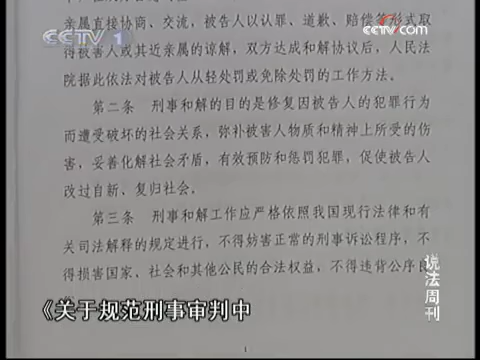 CCTV 1
CCTV.com
亲属直接协商、交流，被告人以认罪、道歉、赔偿等形式取
得被害人或其近亲属的谅解，双方达成和解协议后，人民法
院据此依法对被告人从轻处罚或免除处罚的工作方法。
第二条 刑事和解的目的是修复因被告人的犯罪行为
而遭受破坏的社会关系，弥补被害人物质和精神上所受的伤
害，妥善化解社会矛盾，有效预防和惩罚犯罪，促使被告人
改过自新、复归社会。
第三条 刑事和解工作应严格依照我国现行法律和有
关司法解释的规定进行，不得妨害正常的刑事诉讼程序，不
得损害国家、社会和其他公民的合法权益，不得违背公序良
说法周刊
《关于规范刑事审判中
1